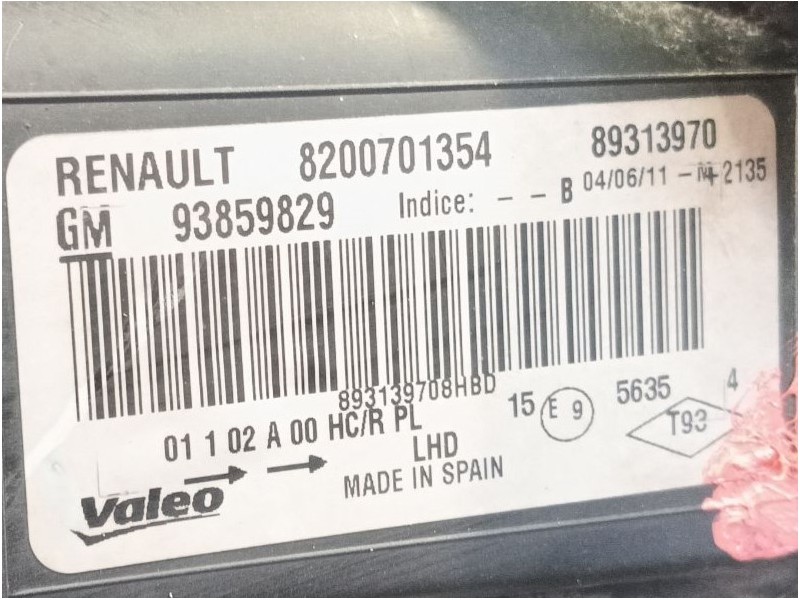 RENAULT 8200701354 89313970
GM 93859829 Indice: - - B 04/06/11 - M 2135
893139708HBD
15 E 9 5635 4
01 1 02 A 00 HC/R PL T93
LHD
MADE IN SPAIN
Valeo